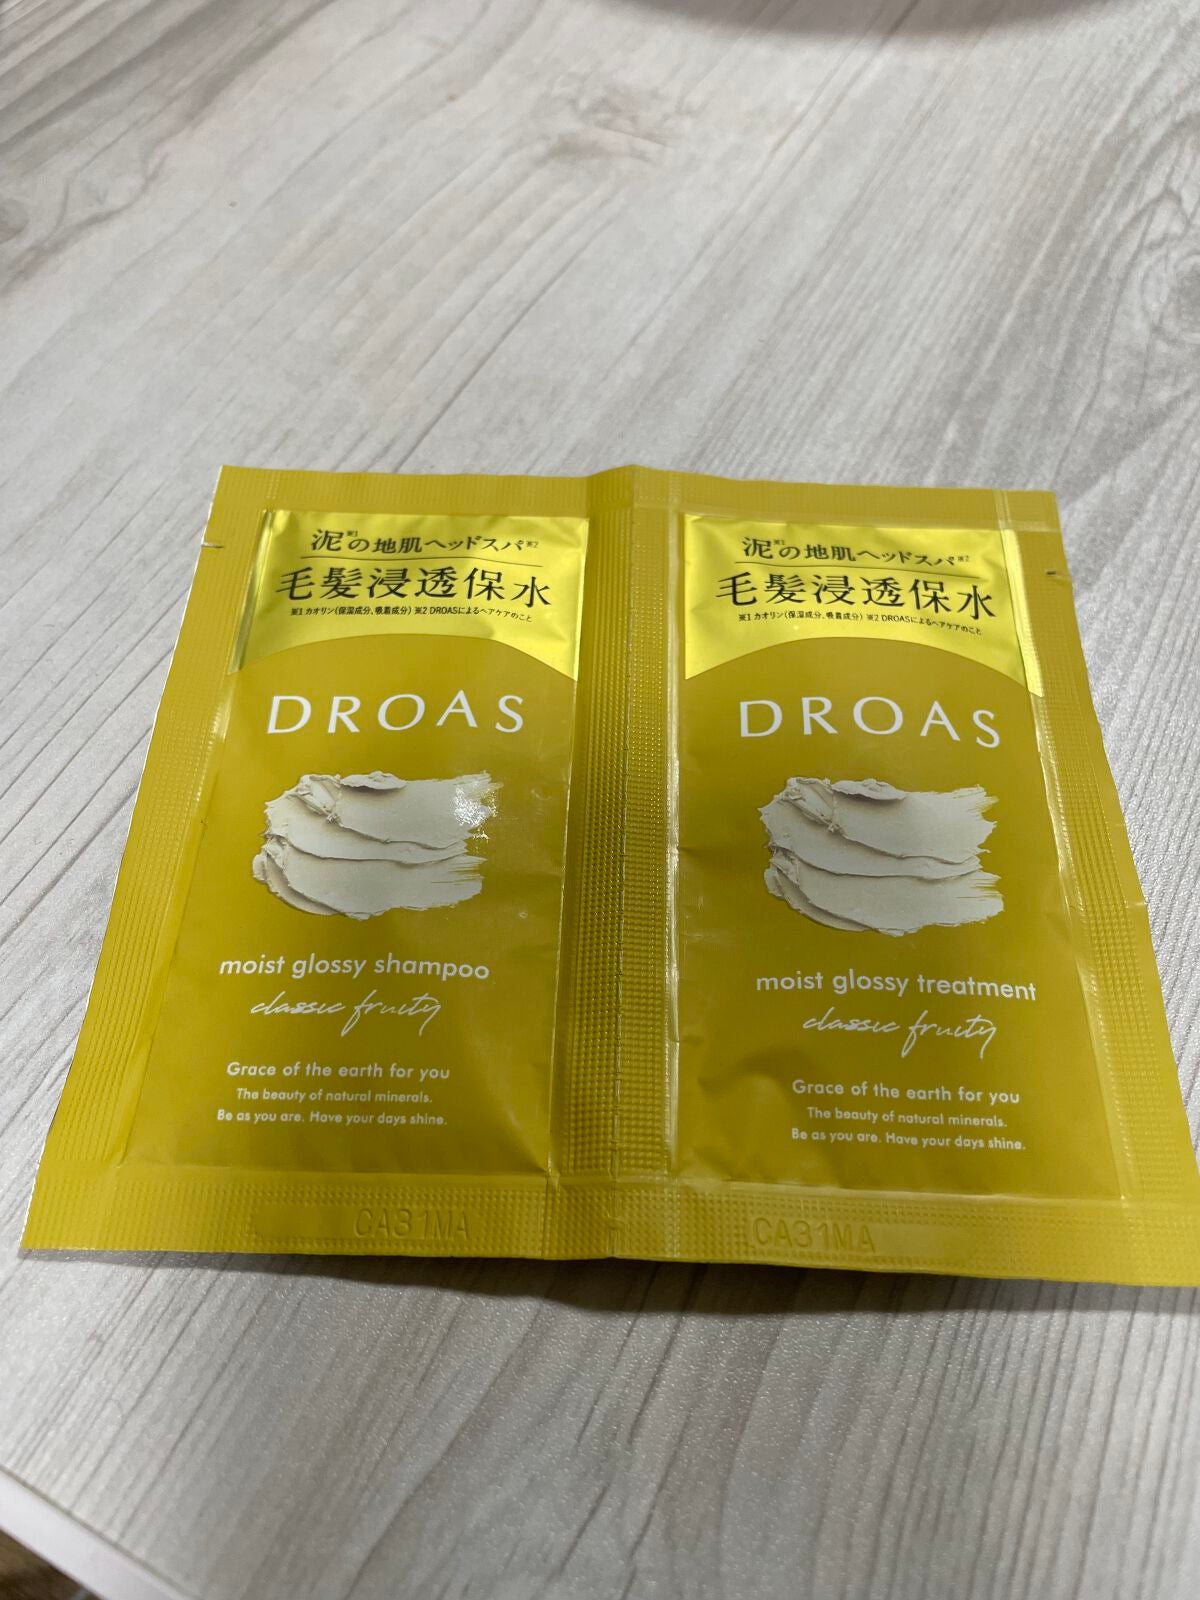 泥※1の地肌ヘッドスパ※2
毛髪浸透保水
※1 カオリン(保湿成分、吸着成分) ※2 DROASによるヘアケアのこと
DROAS
moist glossy shampoo
classic fruity
Grace of the earth for you
The beauty of natural minerals.
Be as you are. Have your days shine.
CA31MA
泥※1の地肌ヘッドスパ※2
毛髪浸透保水
※1 カオリン(保湿成分、吸着成分) ※2 DROASによるヘアケアのこと
DROAS
moist glossy treatment
classic fruity
Grace of the earth for you
The beauty of natural minerals.
Be as you are. Have your days shine.
CA31MA